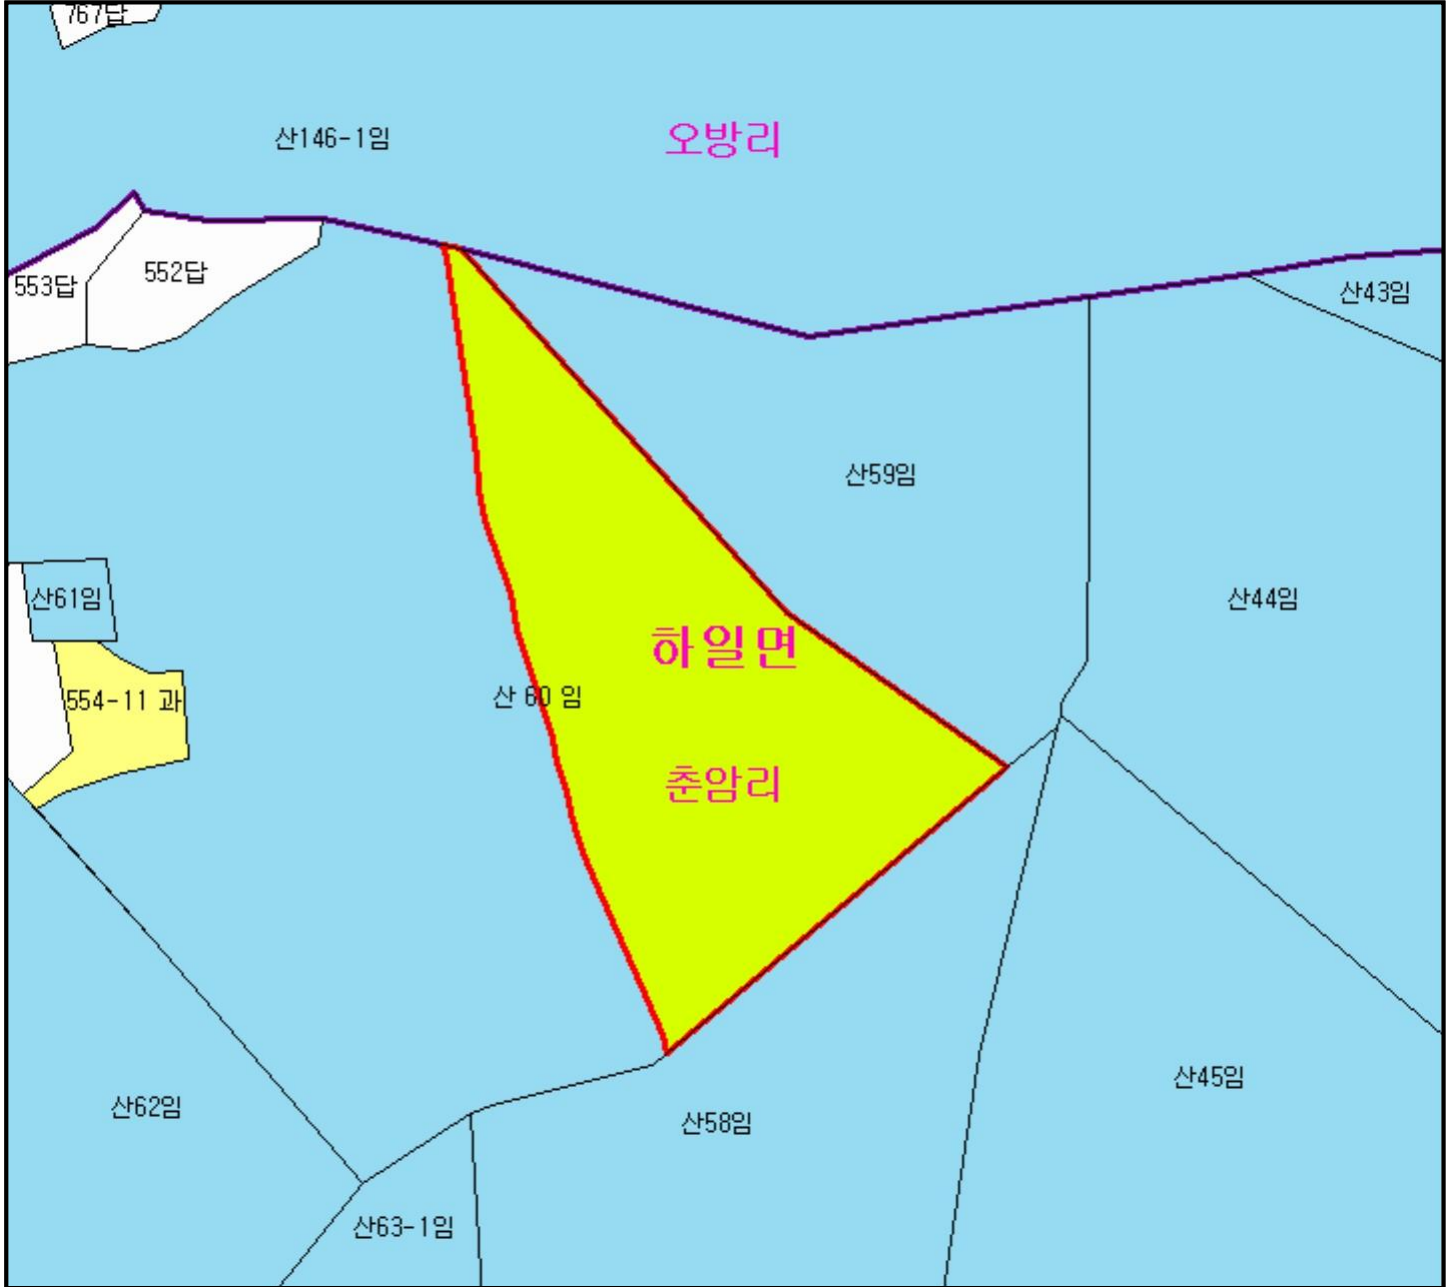 767답
산146-1임
오방리
553답
552답
산43임
산59임
산61임
산44임
하일면
554-11 과
산 60 임
춘암리
산62임
산45임
산58임
산63-1임